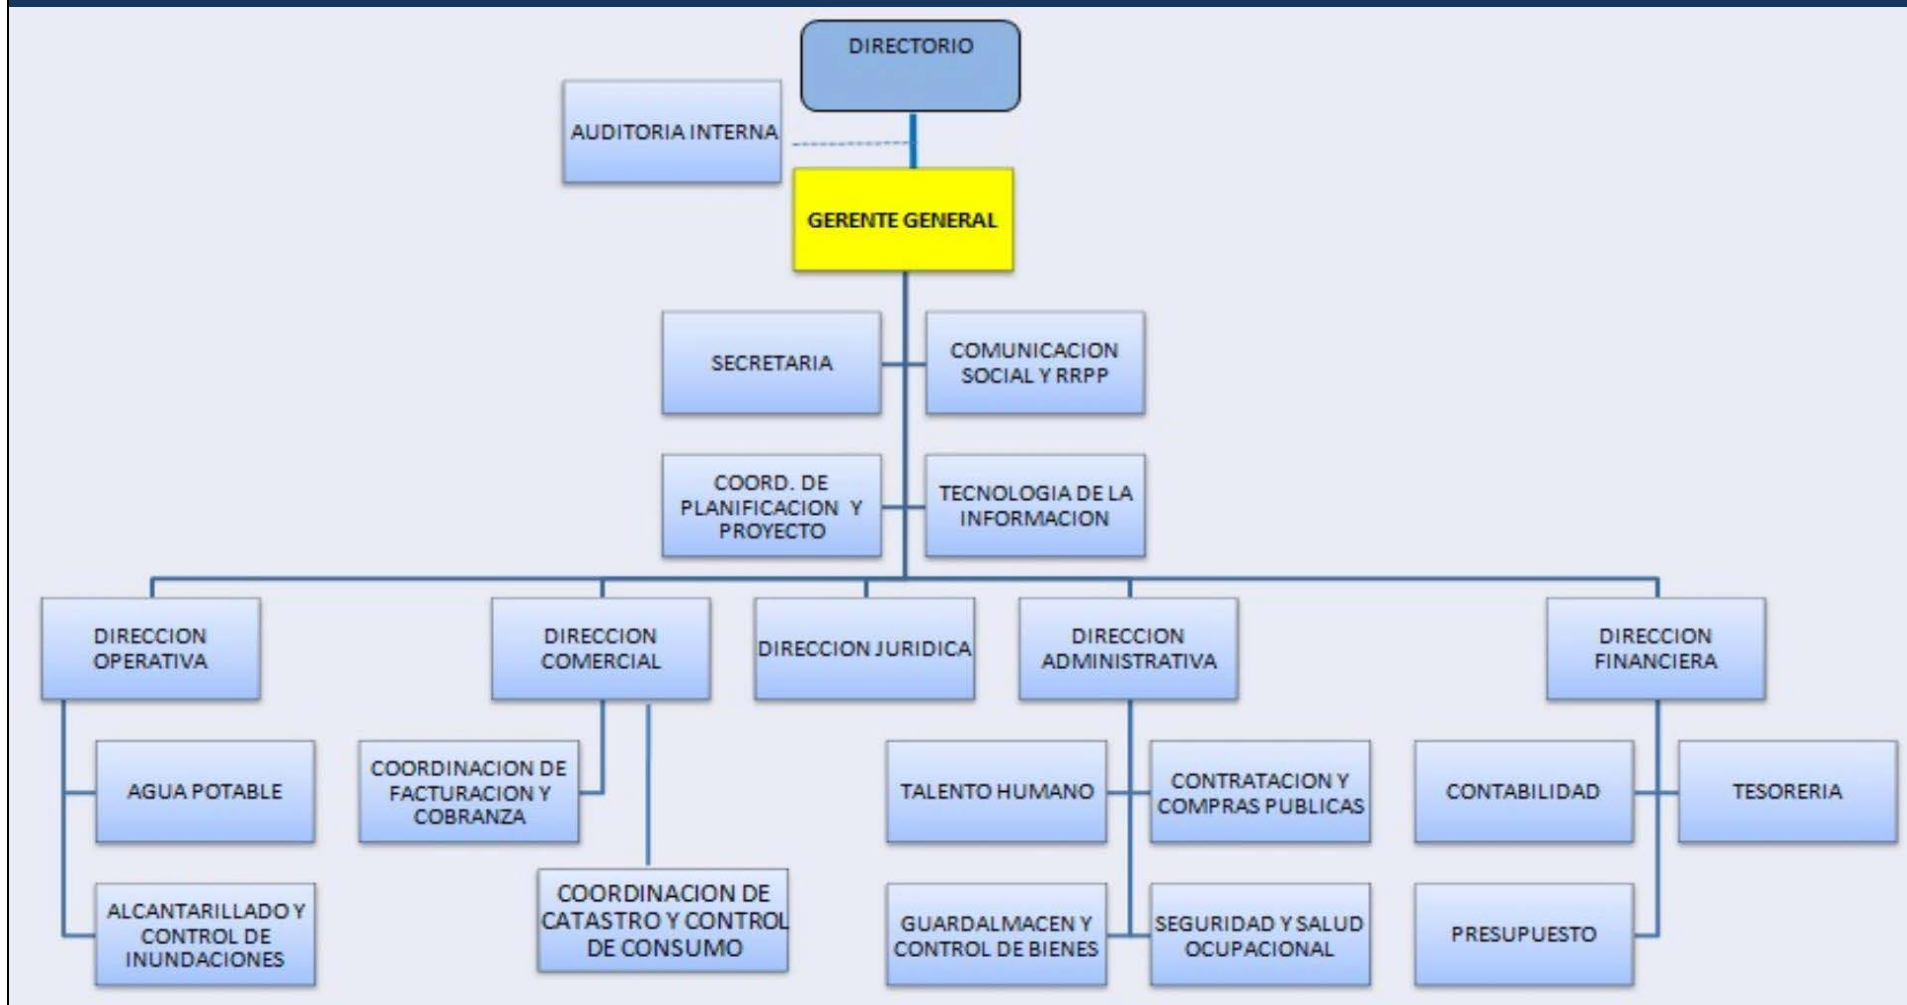 DIRECTORIO
AUDITORIA INTERNA
GERENTE GENERAL
SECRETARIA
COMUNICACION
SOCIAL Y RRPP
COORD. DE
PLANIFICACION Y
PROYECTO
TECNOLOGIA DE LA
INFORMACION
DIRECCION
OPERATIVA
DIRECCION
COMERCIAL
DIRECCION JURIDICA
DIRECCION
ADMINISTRATIVA
DIRECCION
FINANCIERA
AGUA POTABLE
COORDINACION DE
FACTURACION Y
COBRANZA
TALENTO HUMANO
CONTRATACION Y
COMPRAS PUBLICAS
CONTABILIDAD
TESORERIA
ALCANTARILLADO Y
CONTROL DE
INUNDACIONES
COORDINACION DE
CATASTRO Y CONTROL
DE CONSUMO
GUARDALMACEN Y
CONTROL DE BIENES
SEGURIDAD Y SALUD
OCUPACIONAL
PRESUPUESTO